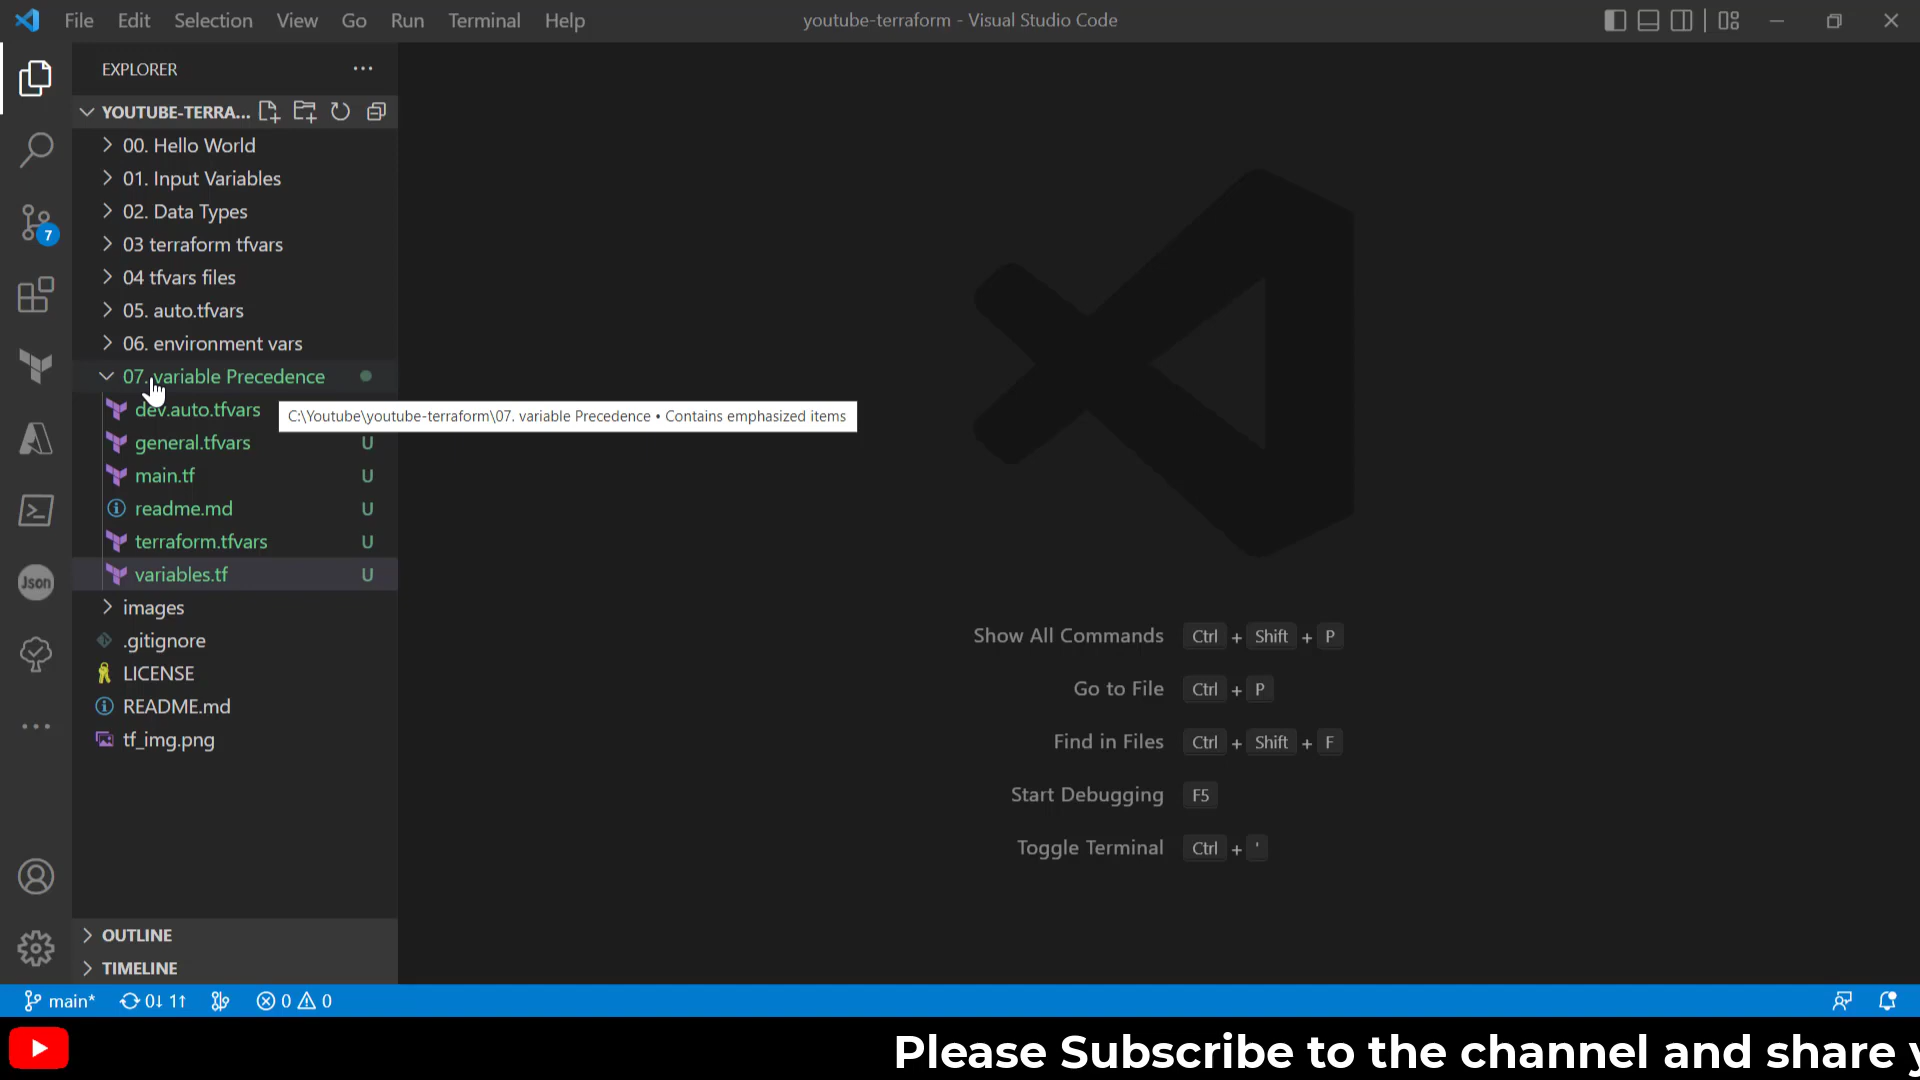 File Edit Selection View Go Run Terminal Help
youtube-terraform - Visual Studio Code
EXPLORER
YOUTUBE-TERRA...
00. Hello World
01. Input Variables
02. Data Types
03 terraform tfvars
04 tfvars files
05. auto.tfvars
06. environment vars
7
07. variable Precedence
dev.auto.tfvars
C:\Youtube\youtube-terraform\07. variable Precedence • Contains emphasized items
general.tfvars U
main.tf U
readme.md U
terraform.tfvars U
variables.tf U
Json
images
.gitignore
LICENSE
README.md
tf_img.png
Show All Commands Ctrl + Shift + P
Go to File Ctrl + P
Find in Files Ctrl + Shift + F
Start Debugging F5
Toggle Terminal Ctrl + '
OUTLINE
TIMELINE
main* 0↓ 1↑ 0 0
Please Subscribe to the channel and share